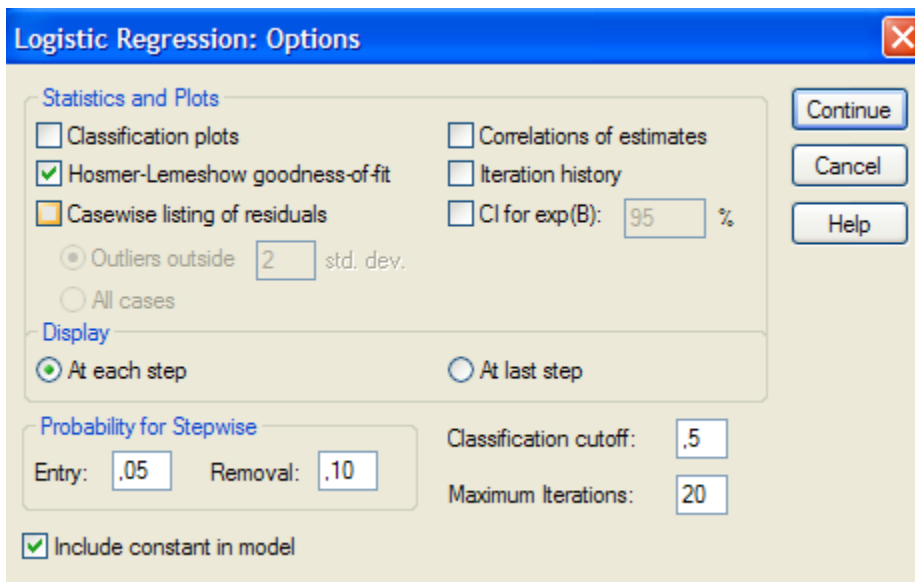 Logistic Regression: Options
Statistics and Plots
Classification plots
Correlations of estimates
Hosmer-Lemeshow goodness-of-fit
Iteration history
Casewise listing of residuals
CI for exp(B): 95 %
Outliers outside 2 std. dev.
All cases
Display
At each step
At last step
Probability for Stepwise
Entry: ,05 Removal: ,10
Classification cutoff: ,5
Maximum Iterations: 20
Include constant in model
Continue
Cancel
Help